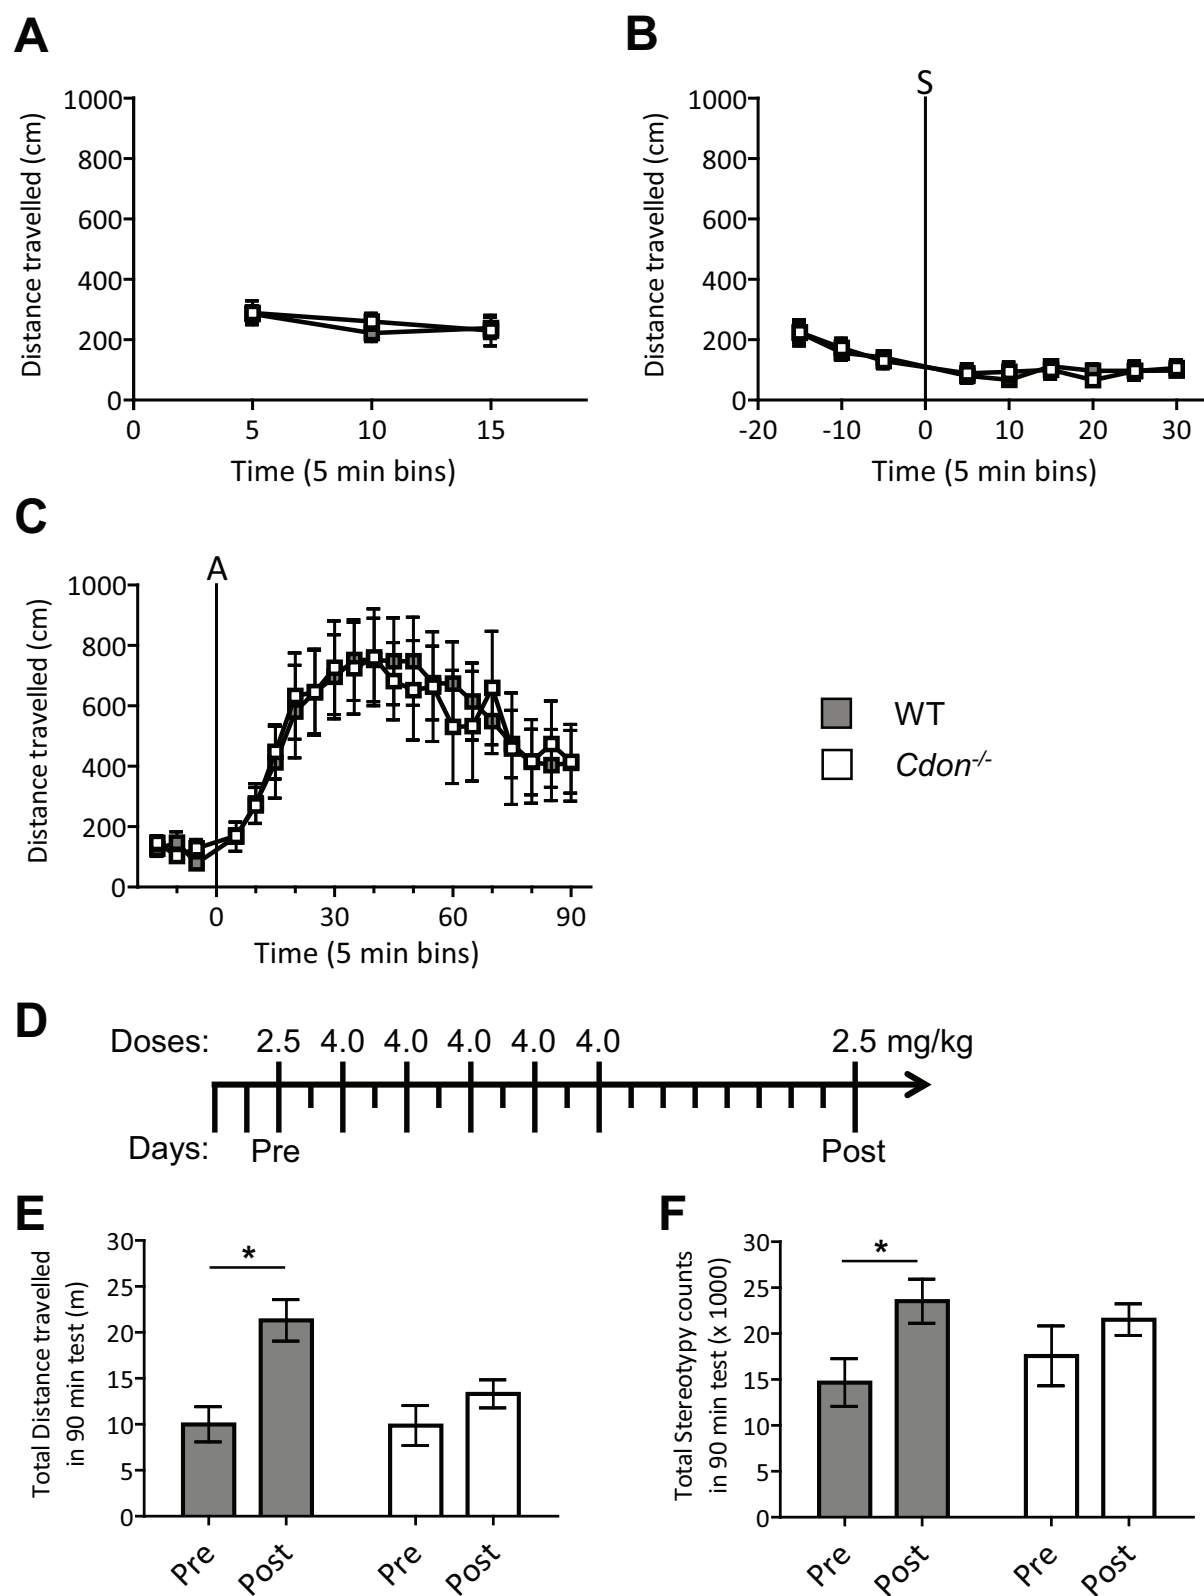 A
Distance travelled (cm)
1000
800
600
400
200
0
0 5 10 15
Time (5 min bins)
B
S
Distance travelled (cm)
1000
800
600
400
200
0
-20 -10 0 10 20 30
Time (5 min bins)
C
A
Distance travelled (cm)
1000
800
600
400
200
0
0 30 60 90
Time (5 min bins)
WT
Cdon-/-
D
Doses: 2.5 4.0 4.0 4.0 4.0 4.0 2.5 mg/kg
Days: Pre Post
E
Total Distance travelled
in 90 min test (m)
30
25
20
15
10
5
0
*
Pre Post Pre Post
F
Total Stereotypy counts
in 90 min test (x 1000)
30
25
20
15
10
5
0
*
Pre Post Pre Post